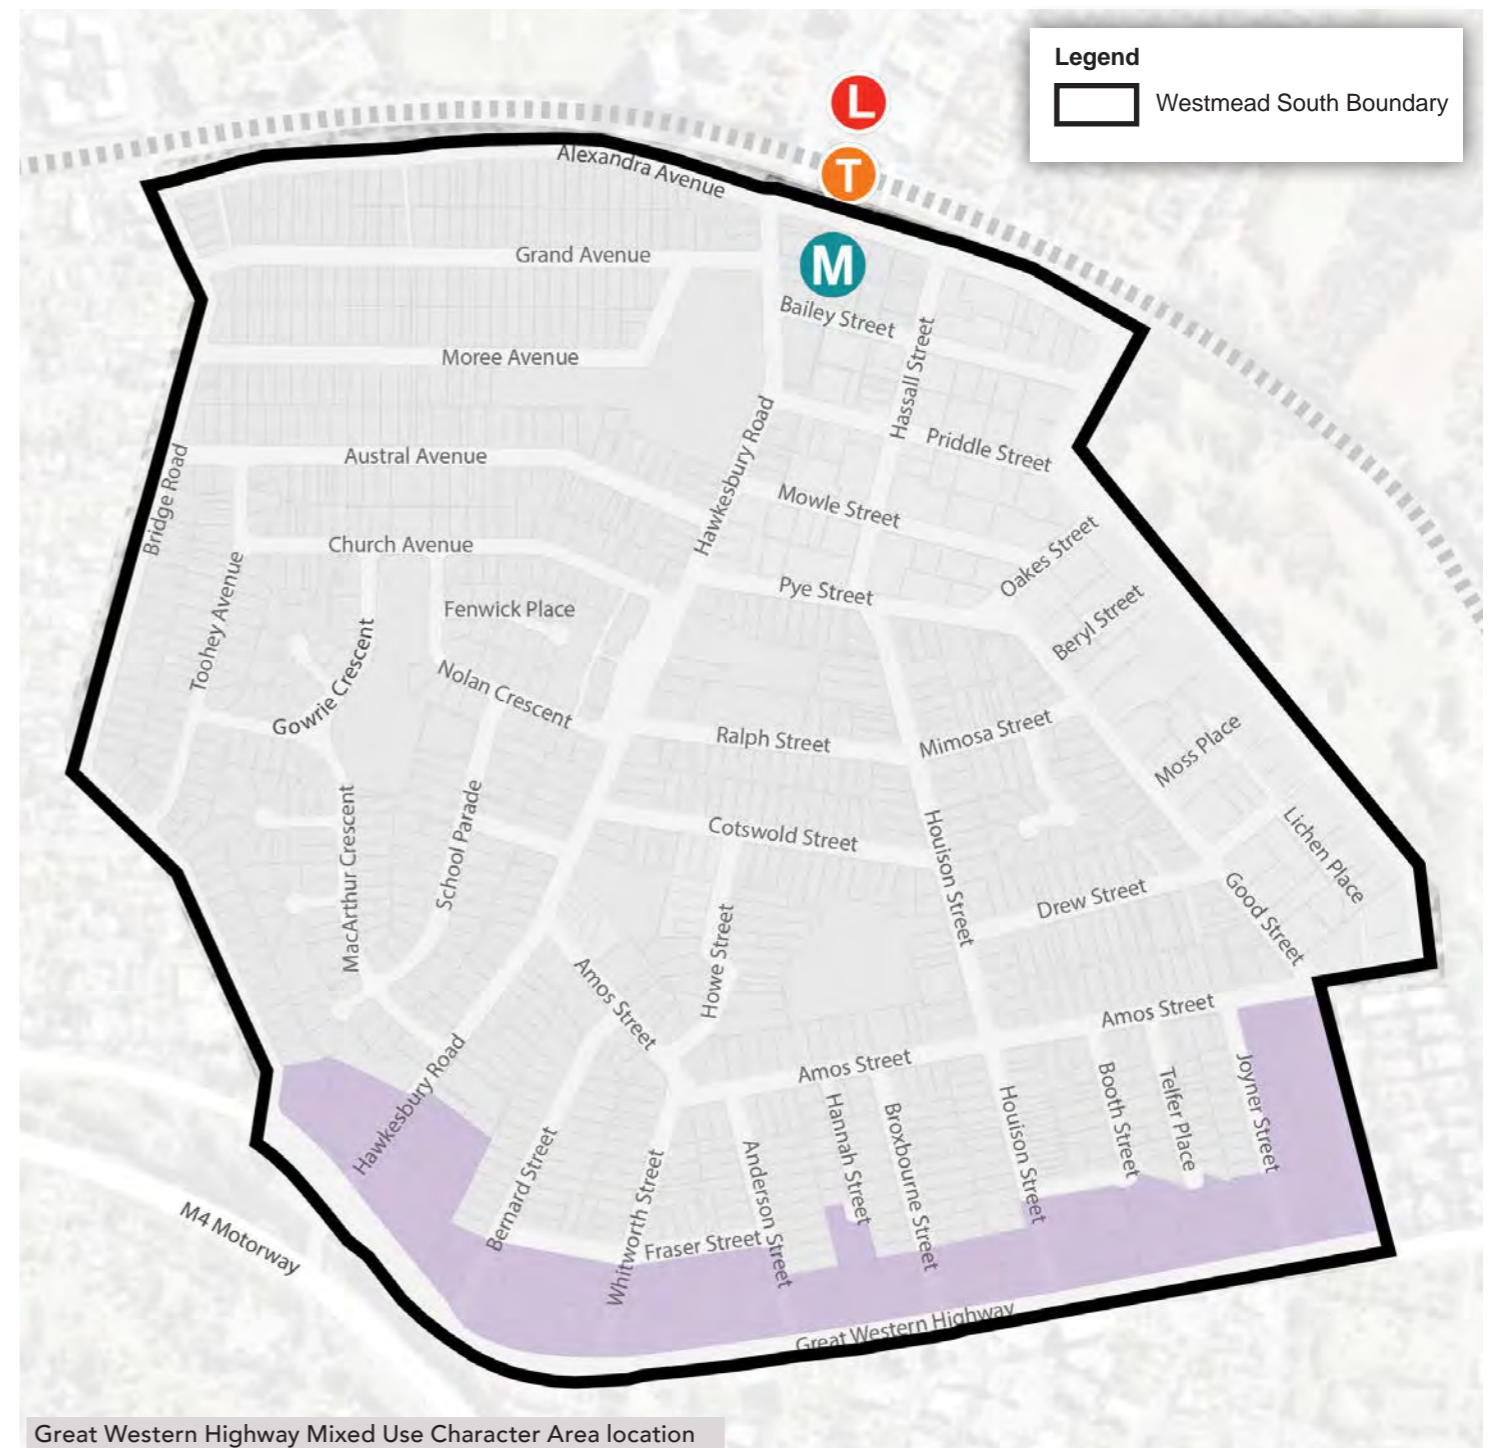 Legend
Westmead South Boundary
L
T
M
Alexandra Avenue
Grand Avenue
Bailey Street
Moree Avenue
Hassall Street
Hawkesbury Road
Priddle Street
Austral Avenue
Bridge Road
Mowle Street
Church Avenue
Oakes Street
Pye Street
Fenwick Place
Beryl Street
Toohey Avenue
Gowrie Crescent
Nolan Crescent
Ralph Street
Mimosa Street
Moss Place
MacArthur Crescent
School Parade
Cotswold Street
Houison Street
Lichen Place
Drew Street
Good Street
Howe Street
Amos Street
Amos Street
Amos Street
Hawkesbury Road
Joyner Street
Booth Street
Telfer Place
Houison Street
Hannah Street
Broxbourne Street
Anderson Street
Bernard Street
Whitworth Street
Fraser Street
M4 Motorway
Great Western Highway
Great Western Highway Mixed Use Character Area location